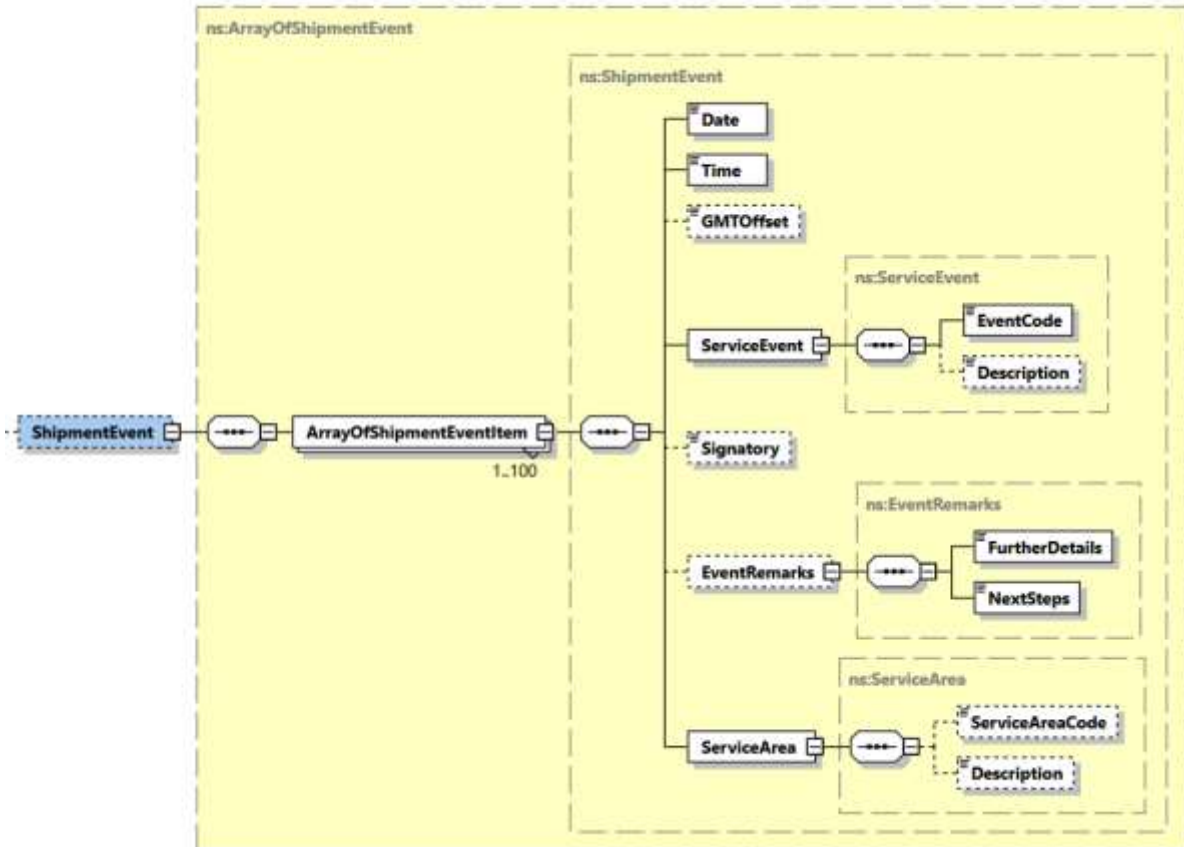 ns:ArrayOfShipmentEvent
ns:ShipmentEvent
Date
Time
GMTOffset
ns:ServiceEvent
EventCode
ServiceEvent
Description
ShipmentEvent
ArrayOfShipmentEventItem
1..100
Signatory
ns:EventRemarks
FurtherDetails
EventRemarks
NextSteps
ns:ServiceArea
ServiceAreaCode
ServiceArea
Description